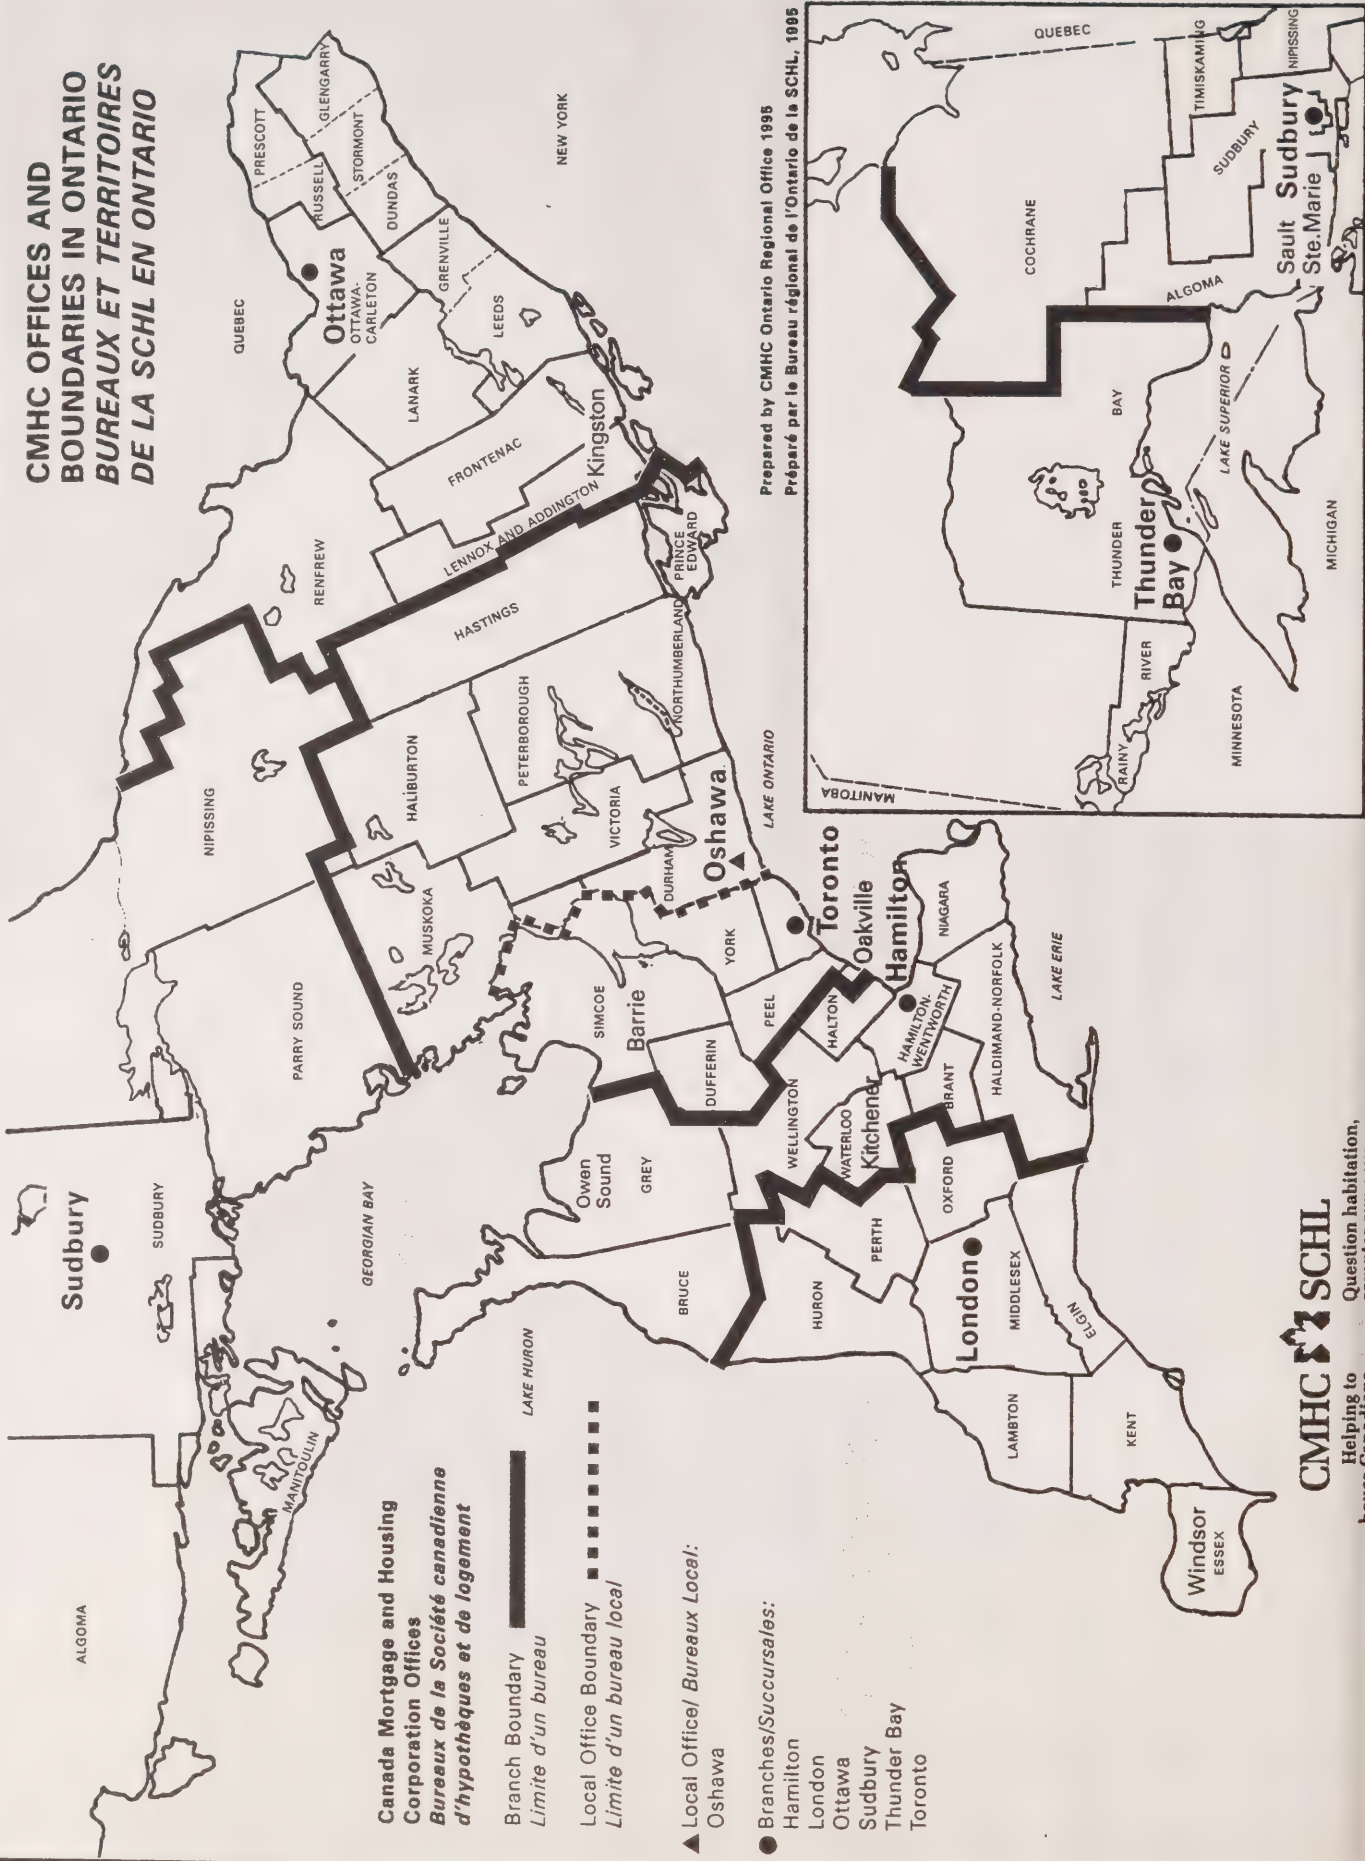 CMHC OFFICES AND
BOUNDARIES IN ONTARIO
BUREAUX ET TERRITOIRES
DE LA SCHL EN ONTARIO
ALGOMA
Sudbury
SUDBURY
MANITOULIN
GEORGIAN BAY
LAKE HURON
PARRY SOUND
NIPISSING
MUSKOKA
HALIBURTON
RENFREW
QUEBEC
HASTINGS
LENNOX AND ADDINGTON
FRONTENAC
Kingston
LANARK
Ottawa
OTTAWA-
CARLETON
PRESCOTT
RUSSELL
GLENGARRY
STORMONT
DUNDAS
GRENVILLE
LEEDS
NEW YORK
PRINCE
EDWARD
NORTHUMBERLAND
PETERBOROUGH
VICTORIA
DURHAM
Oshawa
LAKE ONTARIO
SIMCOE
Barrie
YORK
Toronto
PEEL
DUFFERIN
HALTON
Oakville
Hamilton
HAMILTON-
WENTWORTH
NIAGARA
HALDIMAND-NORFOLK
LAKE ERIE
BRANT
WELLINGTON
WATERLOO
Kitchener
Owen
Sound
GREY
BRUCE
HURON
PERTH
OXFORD
London
MIDDLESEX
ELGIN
LAMBTON
KENT
Windsor
ESSEX
Canada Mortgage and Housing
Corporation Offices
Bureaux de la Société canadienne
d'hypothèques et de logement
Branch Boundary
Limite d'un bureau
Local Office Boundary
Limite d'un bureau local
Local Office/ Bureaux Local:
Oshawa
Branches/Succursales:
Hamilton
London
Ottawa
Sudbury
Thunder Bay
Toronto
Prepared by CMHC Ontario Regional Office 1995
Préparé par le Bureau régional de l'Ontario de la SCHL, 1995
MANITOBA
QUEBEC
COCHRANE
TIMISKAMING
NIPISSING
SUDBURY
Sudbury
Sault
Ste.Marie
ALGOMA
THUNDER
BAY
Thunder
Bay
LAKE SUPERIOR
RAINY
RIVER
MINNESOTA
MICHIGAN
CMHC SCHL
Helping to
Question habitation,